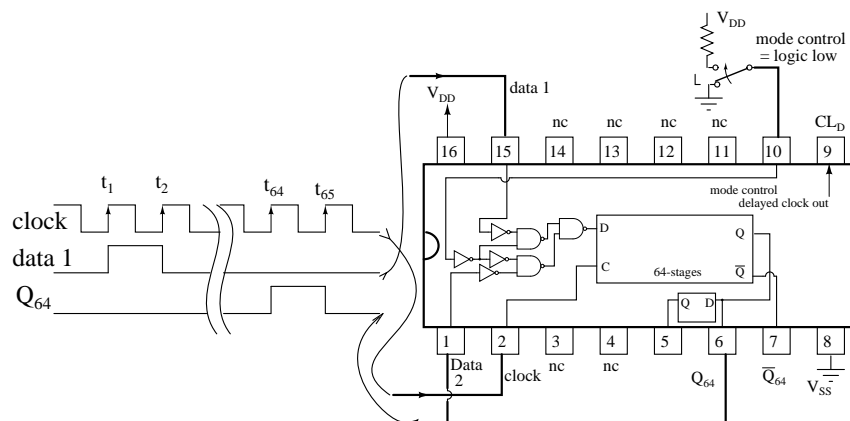 V_DD
mode control
= logic low
L
V_DD
data 1
nc
nc
nc
nc
CL_D
16
15
14
13
12
11
10
9
mode control
delayed clock out
t_1
t_2
t_64
t_65
clock
data 1
Q_64
D
Q
C
64-stages
Q̅
Q
D
1
2
3
4
5
6
7
8
Data
2
clock
nc
nc
Q_64
Q̅_64
V_SS